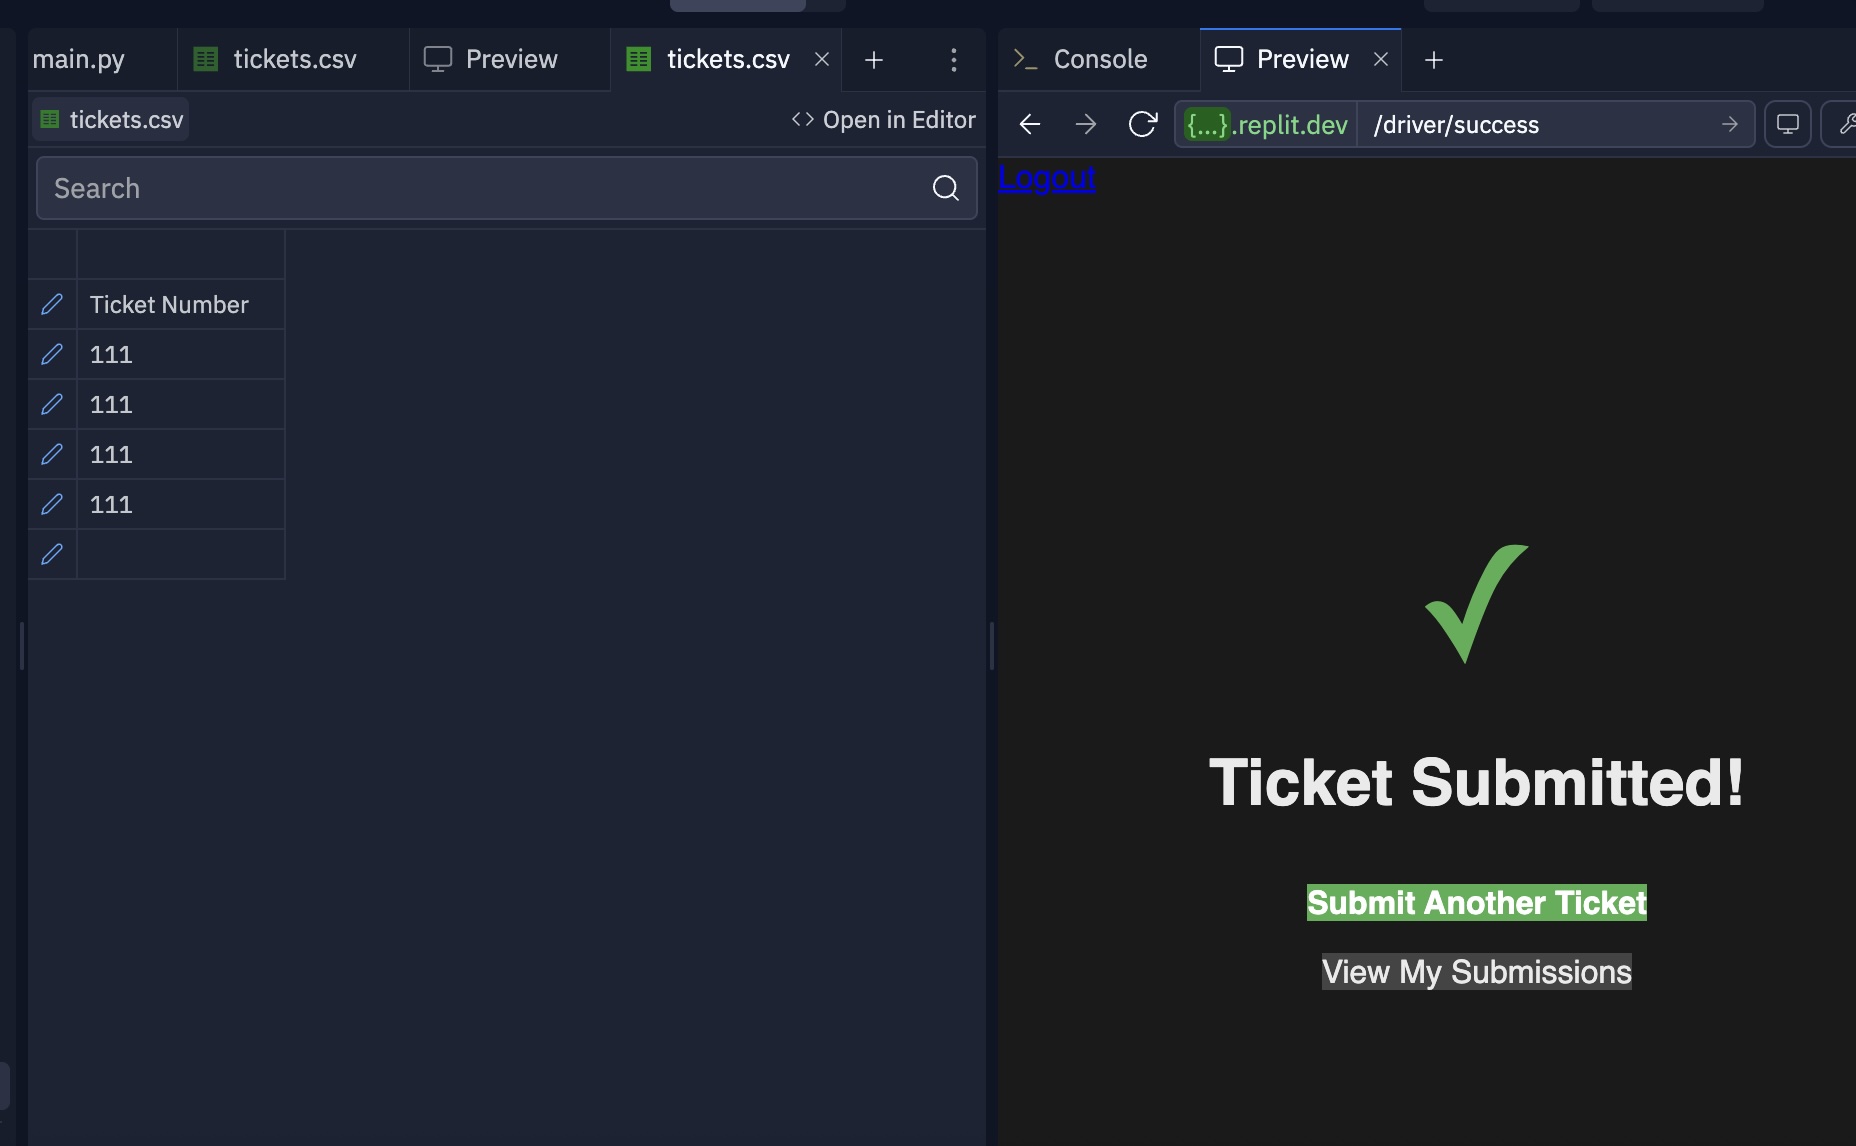 main.py
tickets.csv
Preview
tickets.csv
tickets.csv
<> Open in Editor
Search
Ticket Number
111
111
111
111
Console
Preview
{...}.replit.dev
/driver/success
Logout
Ticket Submitted!
Submit Another Ticket
View My Submissions